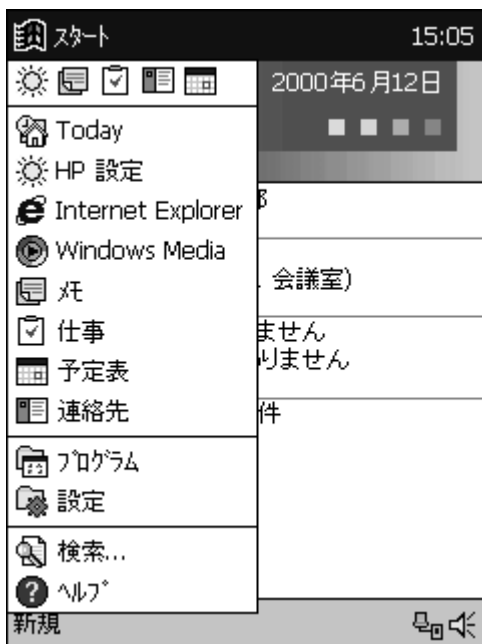 ｽﾀｰﾄ 15:05
2000年6月12日
Today
HP 設定
Internet Explorer
Windows Media
ﾒﾓ
仕事
予定表
連絡先
ﾌﾟﾛｸﾞﾗﾑ
設定
検索...
ﾍﾙﾌﾟ
会議室)
ません
りません
件
新規